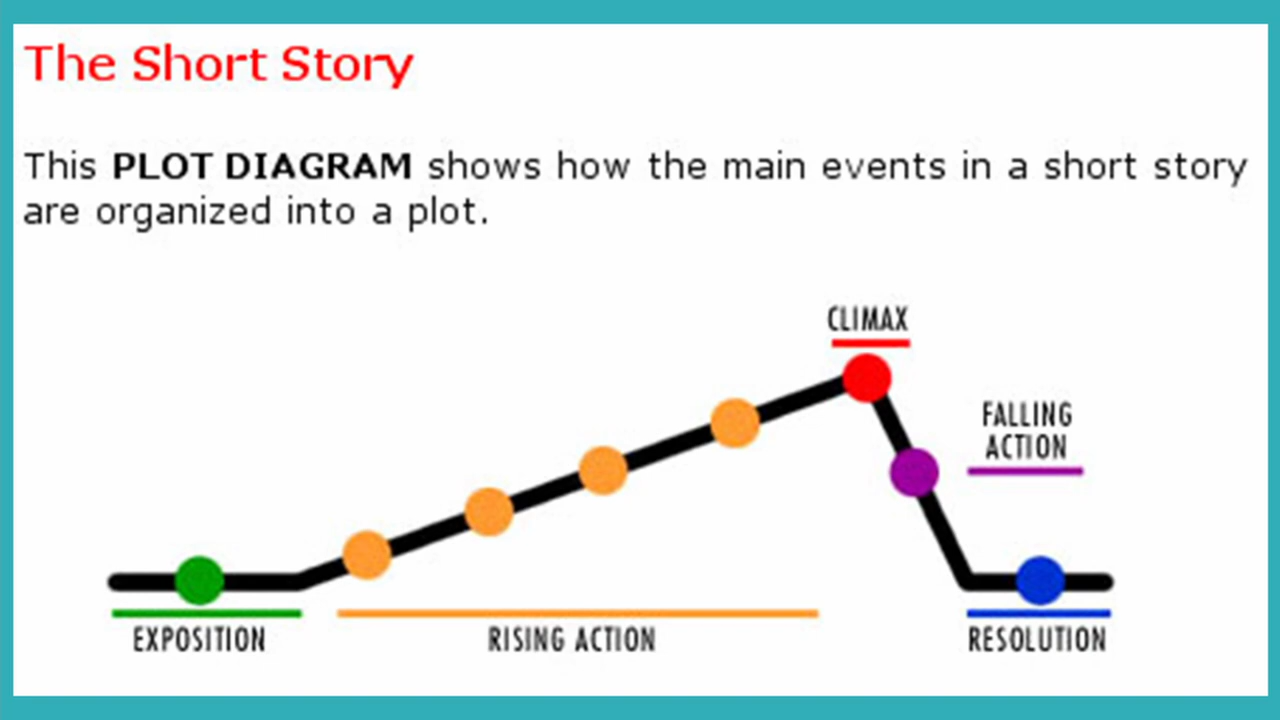 The Short Story
This PLOT DIAGRAM shows how the main events in a short story
are organized into a plot.
CLIMAX
FALLING
ACTION
EXPOSITION
RISING ACTION
RESOLUTION